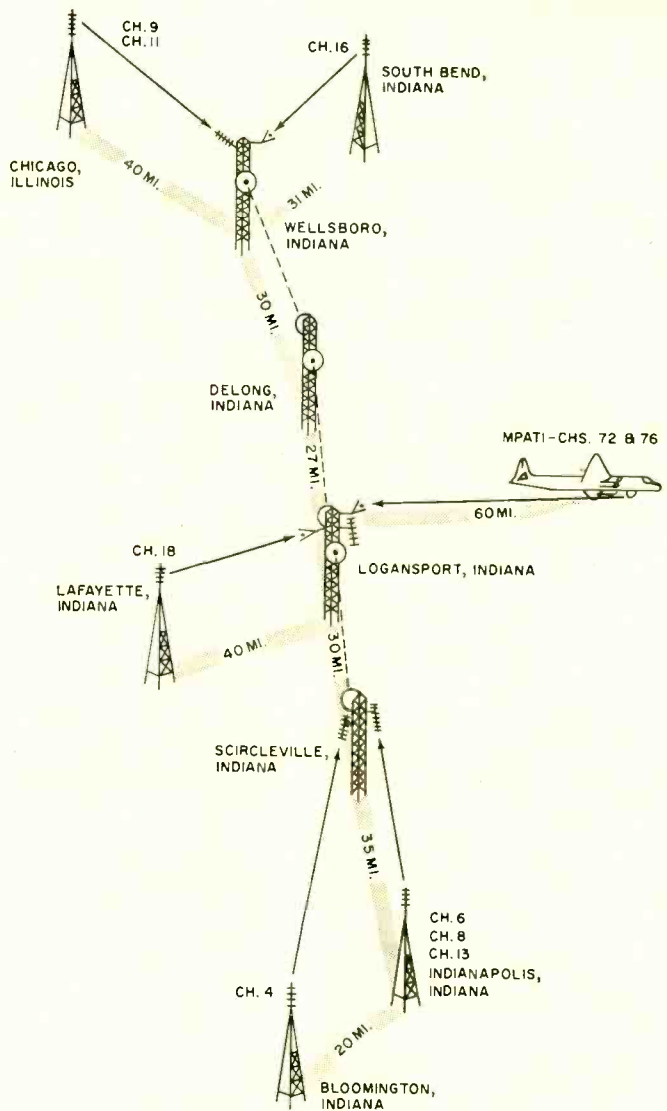 CH. 9
CH. 11
CH. 16
SOUTH BEND,
INDIANA
CHICAGO,
ILLINOIS
40 MI.
31 MI.
WELLSBORO,
INDIANA
30 MI.
DELONG,
INDIANA
27 MI.
MPATI-CHS. 72 & 76
60 MI.
CH. 18
LOGANSPORT, INDIANA
LAFAYETTE,
INDIANA
40 MI.
30 MI.
SCIRCLEVILLE,
INDIANA
35 MI.
CH. 6
CH. 8
CH. 13
INDIANAPOLIS,
INDIANA
CH. 4
20 MI.
BLOOMINGTON,
INDIANA